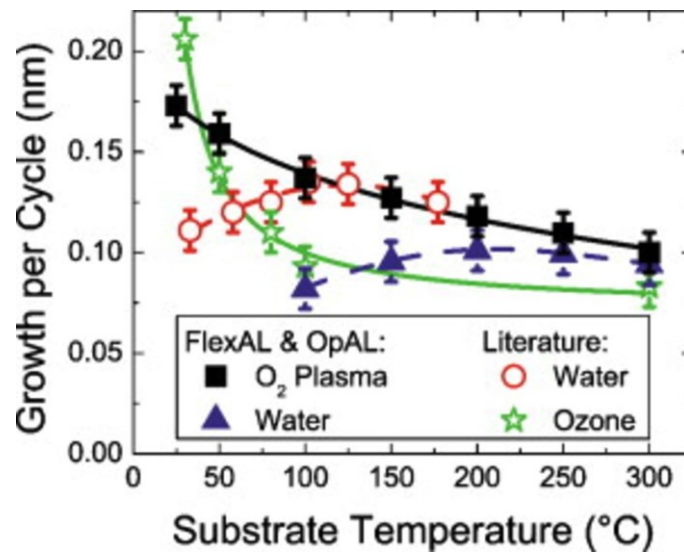 Growth per Cycle (nm)
0.20
0.15
0.10
0.05
0.00
FlexAL & OpAL: Literature:
O₂ Plasma Water
Water Ozone
0 50 100 150 200 250 300
Substrate Temperature (°C)